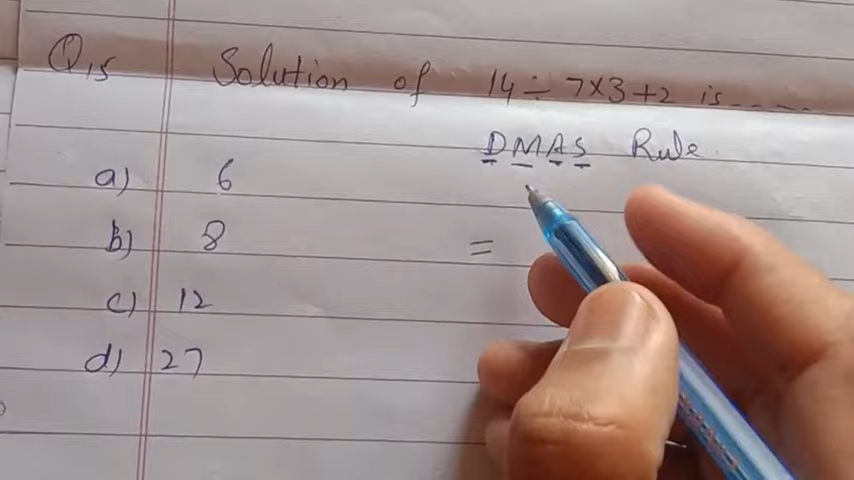 Q15 Solution of 14 ÷ 7×3+2 is.....
DMAS Rule.
a) 6
b) 8
=
c) 12
d) 27